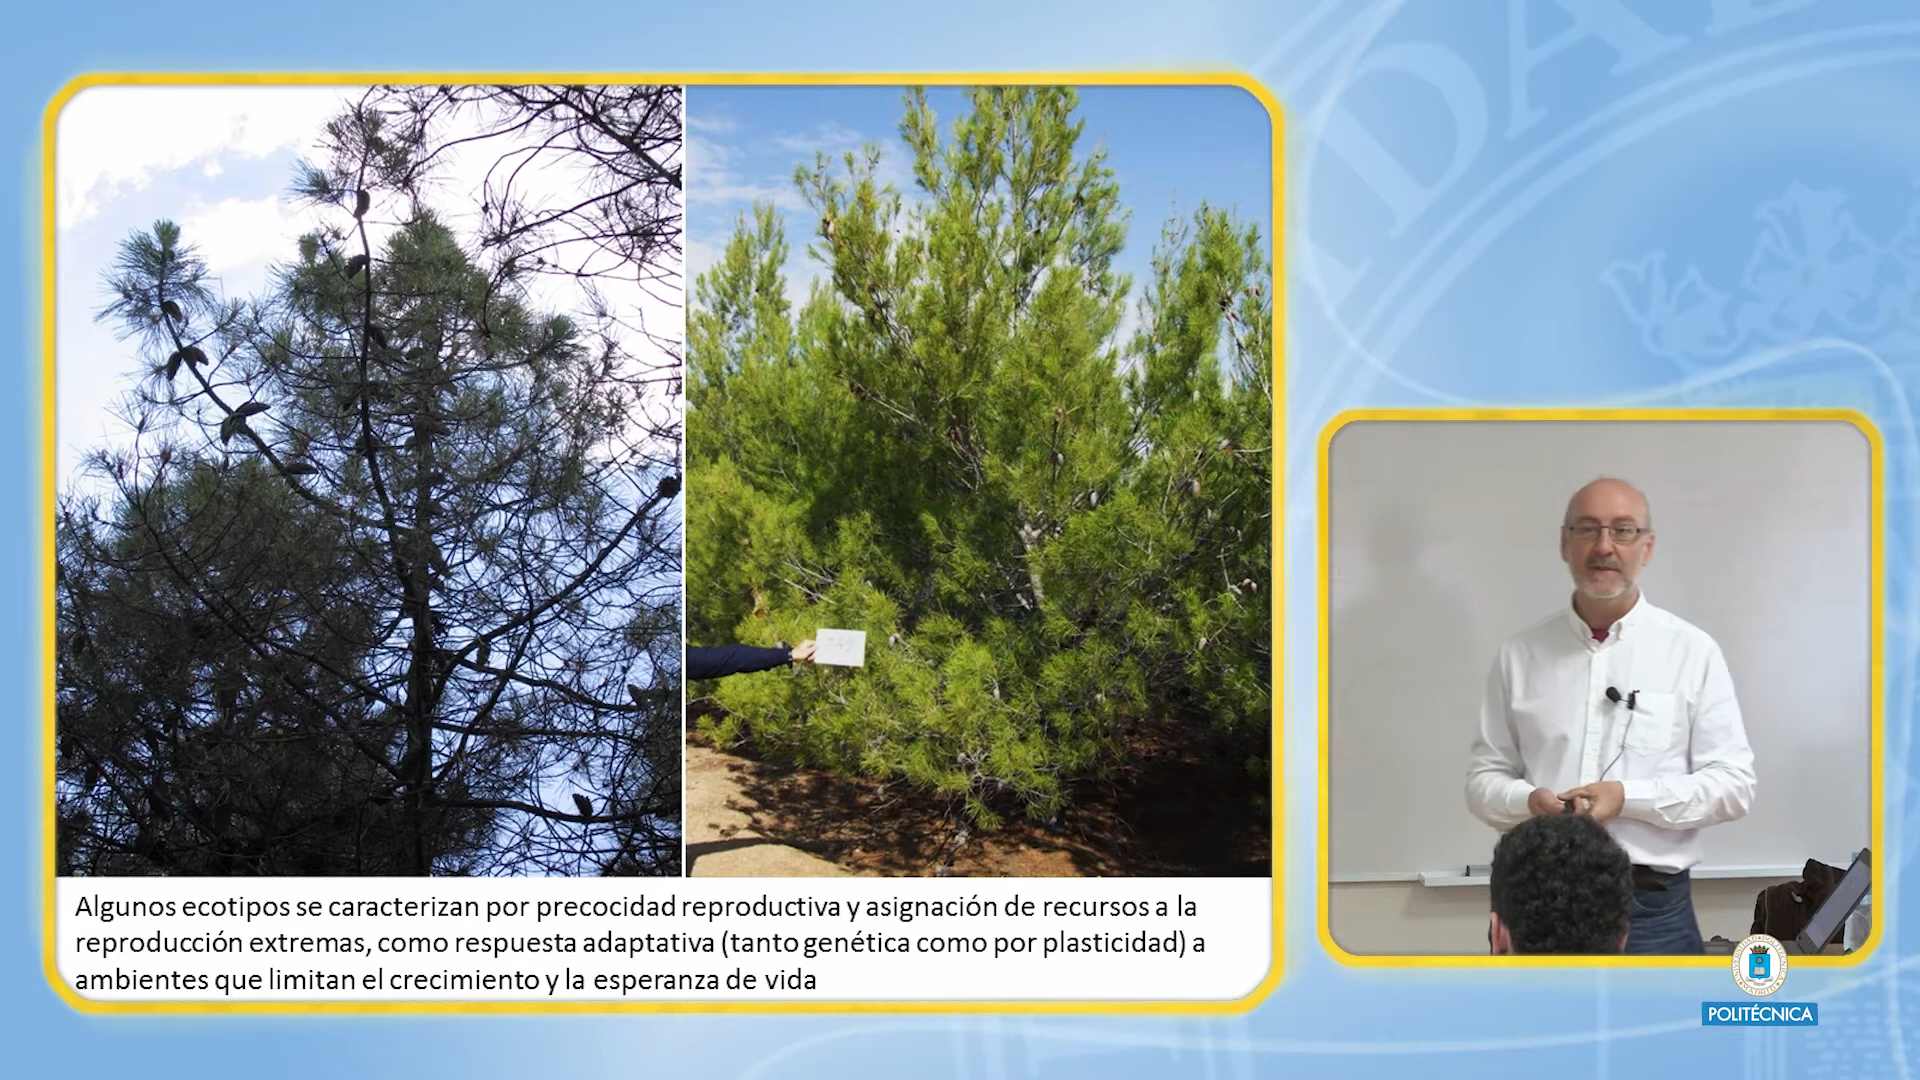 Algunos ecotipos se caracterizan por precocidad reproductiva y asignación de recursos a la
reproducción extremas, como respuesta adaptativa (tanto genética como por plasticidad) a
ambientes que limitan el crecimiento y la esperanza de vida
POLITÉCNICA